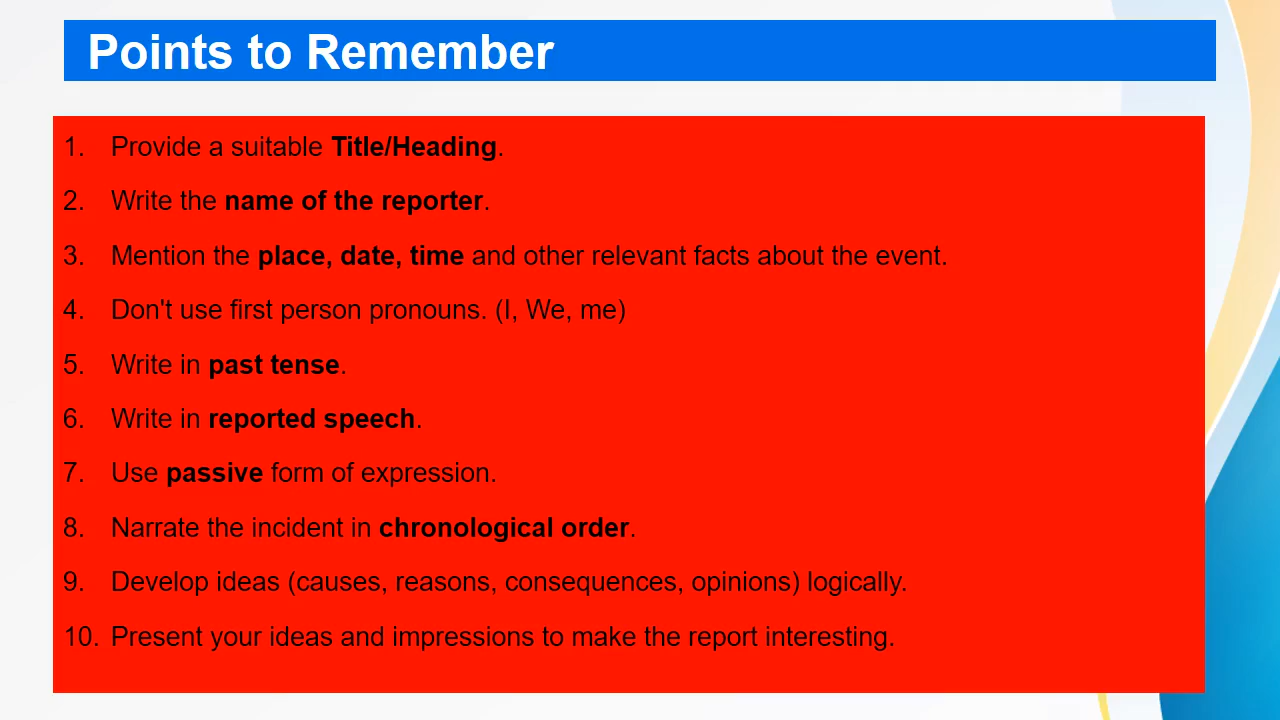 Points to Remember
1. Provide a suitable Title/Heading.
2. Write the name of the reporter.
3. Mention the place, date, time and other relevant facts about the event.
4. Don't use first person pronouns. (I, We, me)
5. Write in past tense.
6. Write in reported speech.
7. Use passive form of expression.
8. Narrate the incident in chronological order.
9. Develop ideas (causes, reasons, consequences, opinions) logically.
10. Present your ideas and impressions to make the report interesting.